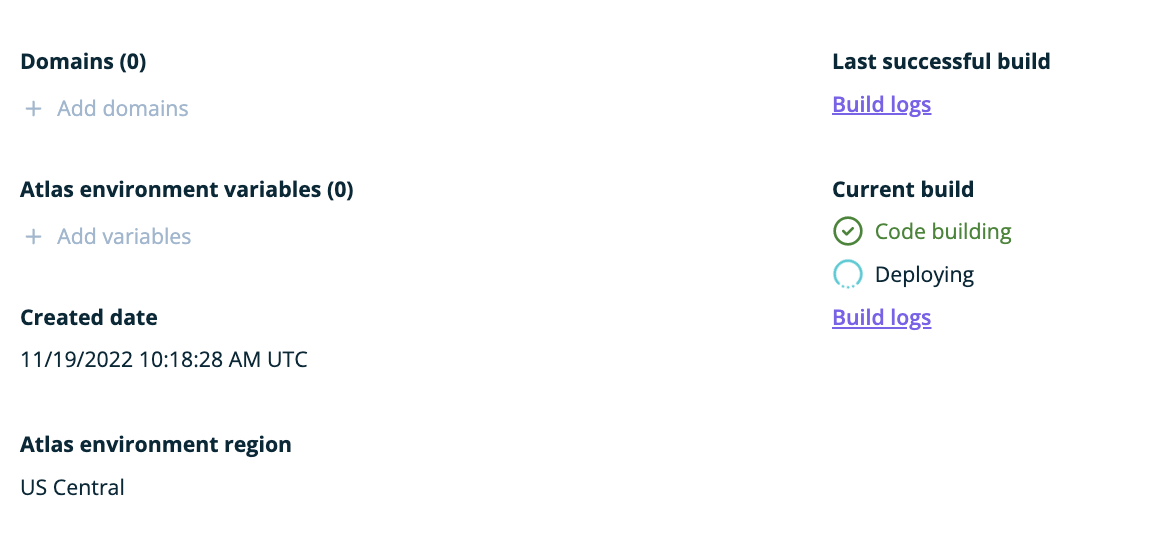 Domains (0)
+ Add domains
Atlas environment variables (0)
+ Add variables
Created date
11/19/2022 10:18:28 AM UTC
Atlas environment region
US Central
Last successful build
Build logs
Current build
Code building
Deploying
Build logs